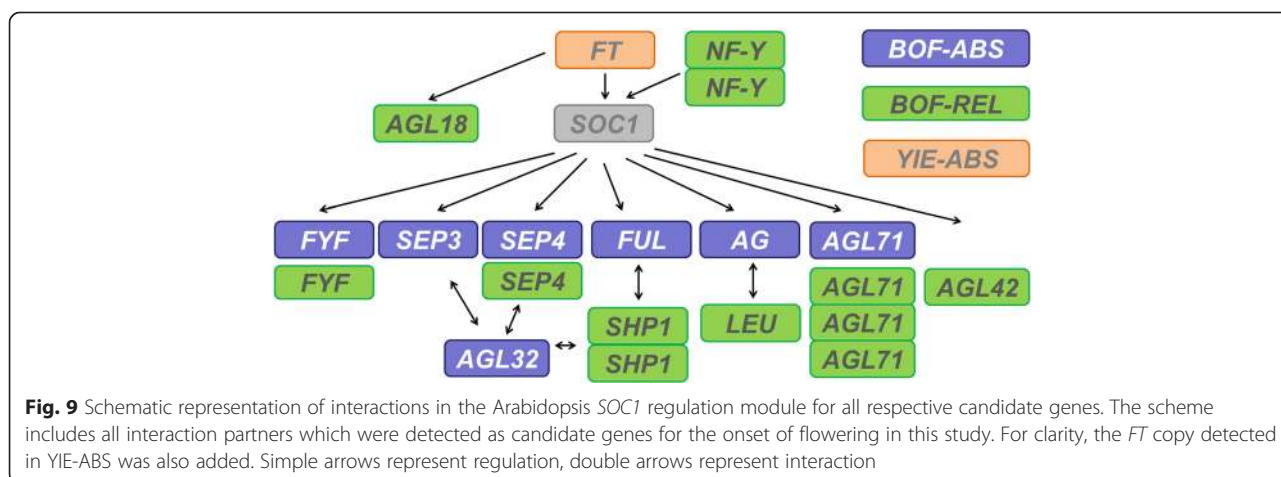 FT NF-Y BOF-ABS
NF-Y
AGL18 SOC1 BOF-REL
YIE-ABS
FYF SEP3 SEP4 FUL AG AGL71
FYF SEP4 AGL71 AGL42
SHP1 LEU AGL71
AGL32 SHP1 AGL71
Fig. 9 Schematic representation of interactions in the Arabidopsis SOC1 regulation module for all respective candidate genes. The scheme
includes all interaction partners which were detected as candidate genes for the onset of flowering in this study. For clarity, the FT copy detected
in YIE-ABS was also added. Simple arrows represent regulation, double arrows represent interaction